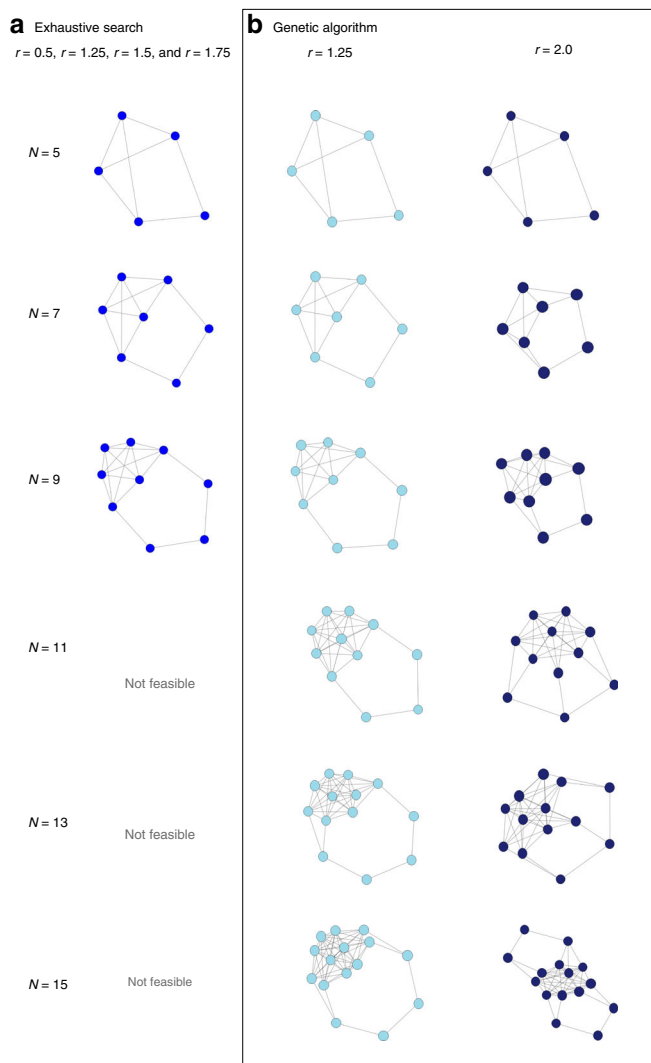 a Exhaustive search
r = 0.5, r = 1.25, r = 1.5, and r = 1.75
b Genetic algorithm
r = 1.25
r = 2.0
N = 5
N = 7
N = 9
N = 11
Not feasible
N = 13
Not feasible
N = 15
Not feasible